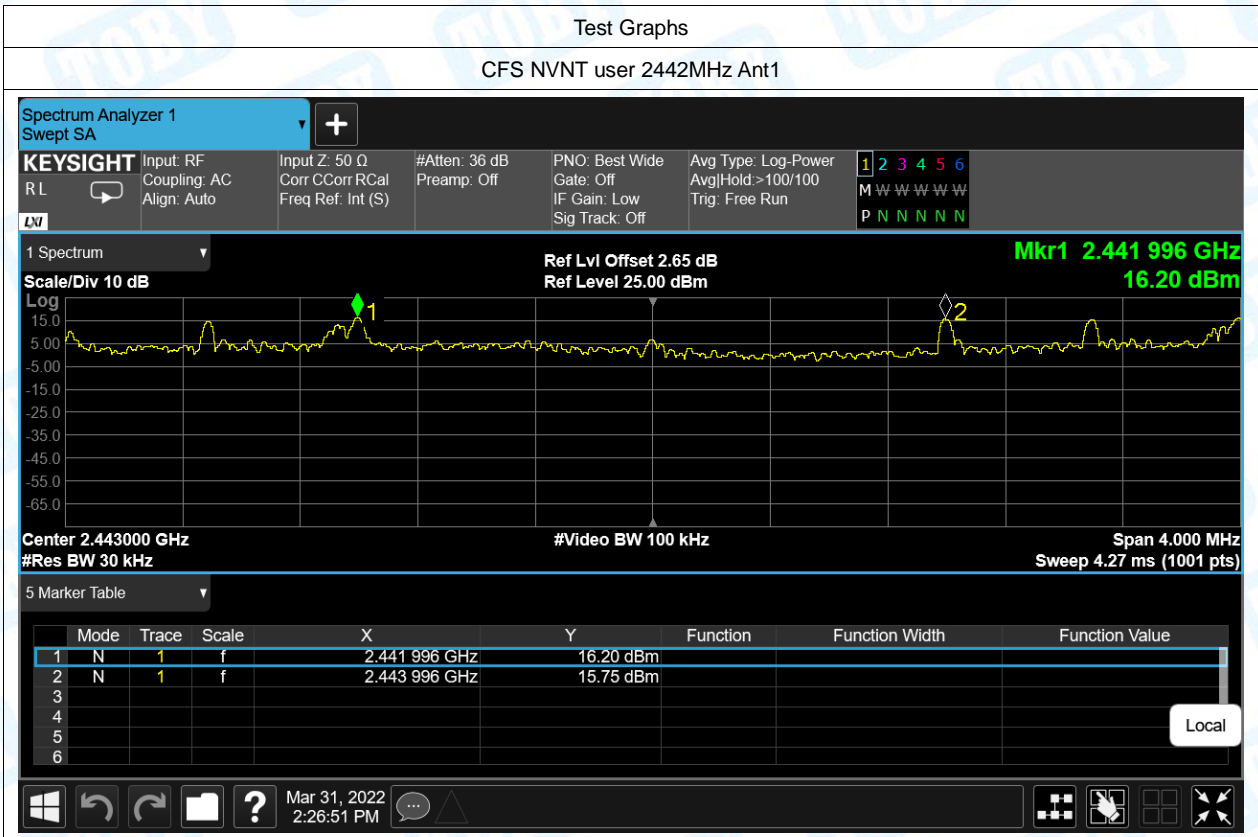 Test Graphs
CFS NVNT user 2442MHz Ant1
Spectrum Analyzer 1
Swept SA
KEYSIGHT
R L
LXI
Input: RF
Coupling: AC
Align: Auto
Input Z: 50 Ω
Corr CCorr RCal
Freq Ref: Int (S)
#Atten: 36 dB
Preamp: Off
PNO: Best Wide
Gate: Off
IF Gain: Low
Sig Track: Off
Avg Type: Log-Power
Avg|Hold:>100/100
Trig: Free Run
1 2 3 4 5 6
M W W W W W
P N N N N N
1 Spectrum
Scale/Div 10 dB
Ref Lvl Offset 2.65 dB
Ref Level 25.00 dBm
Mkr1 2.441 996 GHz
16.20 dBm
Log
15.0
5.00
-5.00
-15.0
-25.0
-35.0
-45.0
-55.0
-65.0
1
2
Center 2.443000 GHz
#Res BW 30 kHz
#Video BW 100 kHz
Span 4.000 MHz
Sweep 4.27 ms (1001 pts)
5 Marker Table
Mode Trace Scale X Y Function Function Width Function Value
1 N 1 f 2.441 996 GHz 16.20 dBm
2 N 1 f 2.443 996 GHz 15.75 dBm
3
4
5
6
Local
?
Mar 31, 2022
2:26:51 PM
TOBY